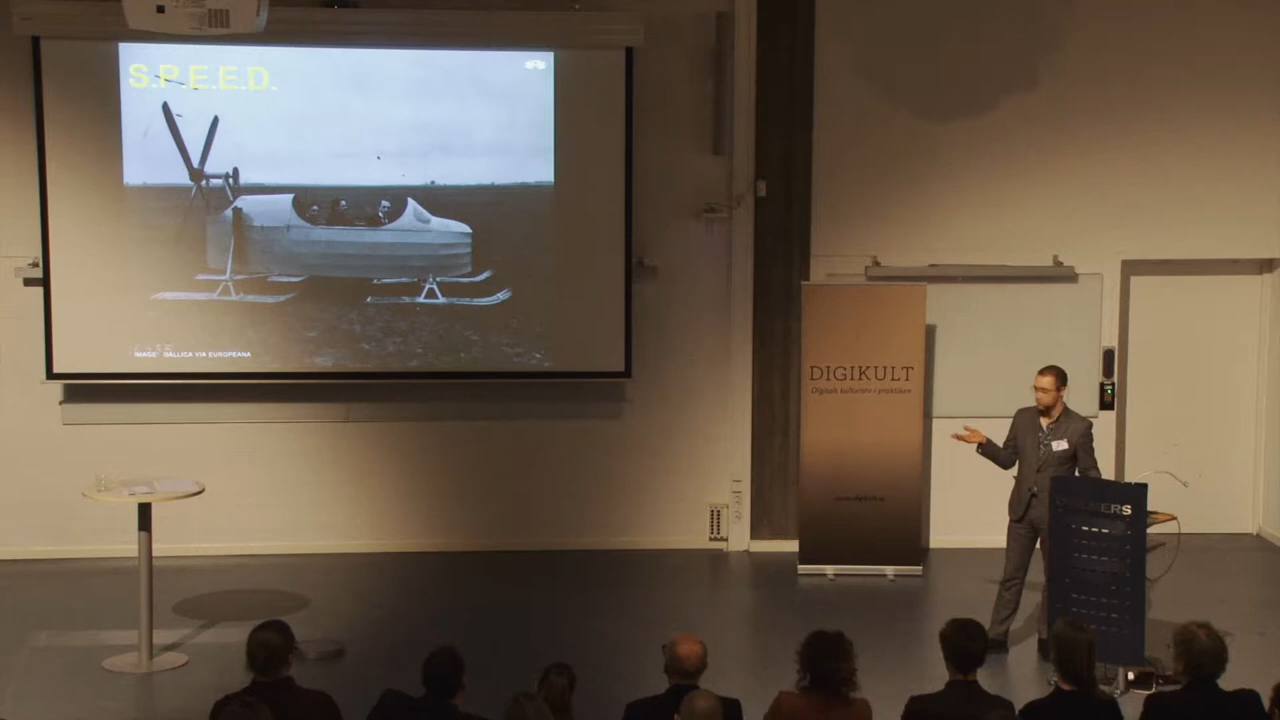 S.P.E.E.D.
IMAGE: GALLICA VIA EUROPEANA
DIGIKULT
Digitalt kulturarv i praktiken